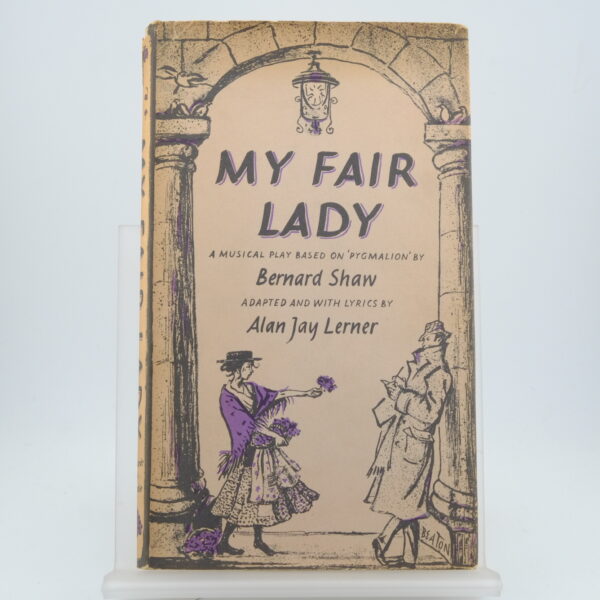 MY FAIR
LADY
A MUSICAL PLAY BASED ON 'PYGMALION' BY
Bernard Shaw
ADAPTED AND WITH LYRICS BY
Alan Jay Lerner
BEATON